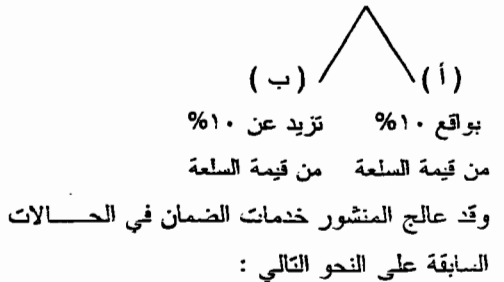 ( أ ) ( ب )
بواقع ١٠% تزيد عن ١٠%
من قيمة السلعة من قيمة السلعة
وقد عالج المنشور خدمات الضمان في الحـــالات
السابقة على النحو التالي :